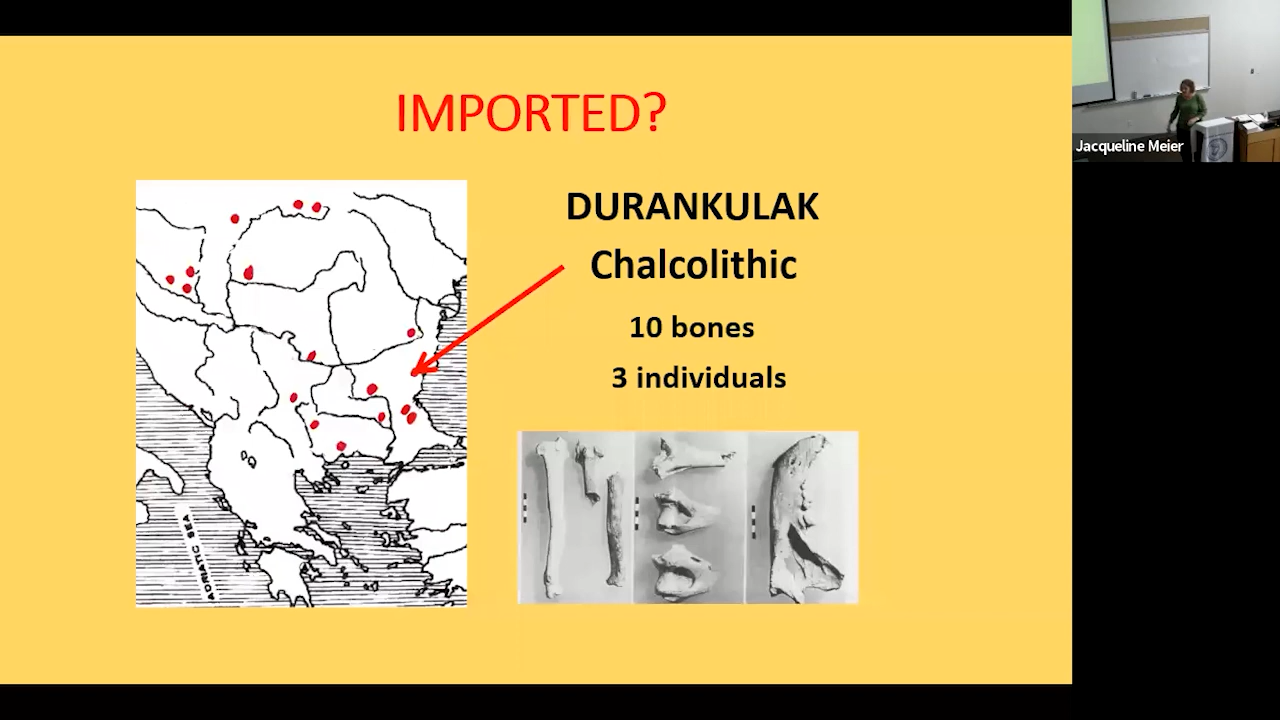 IMPORTED?
DURANKULAK
Chalcolithic
10 bones
3 individuals
ADRIATIC SEA
Jacqueline Meier